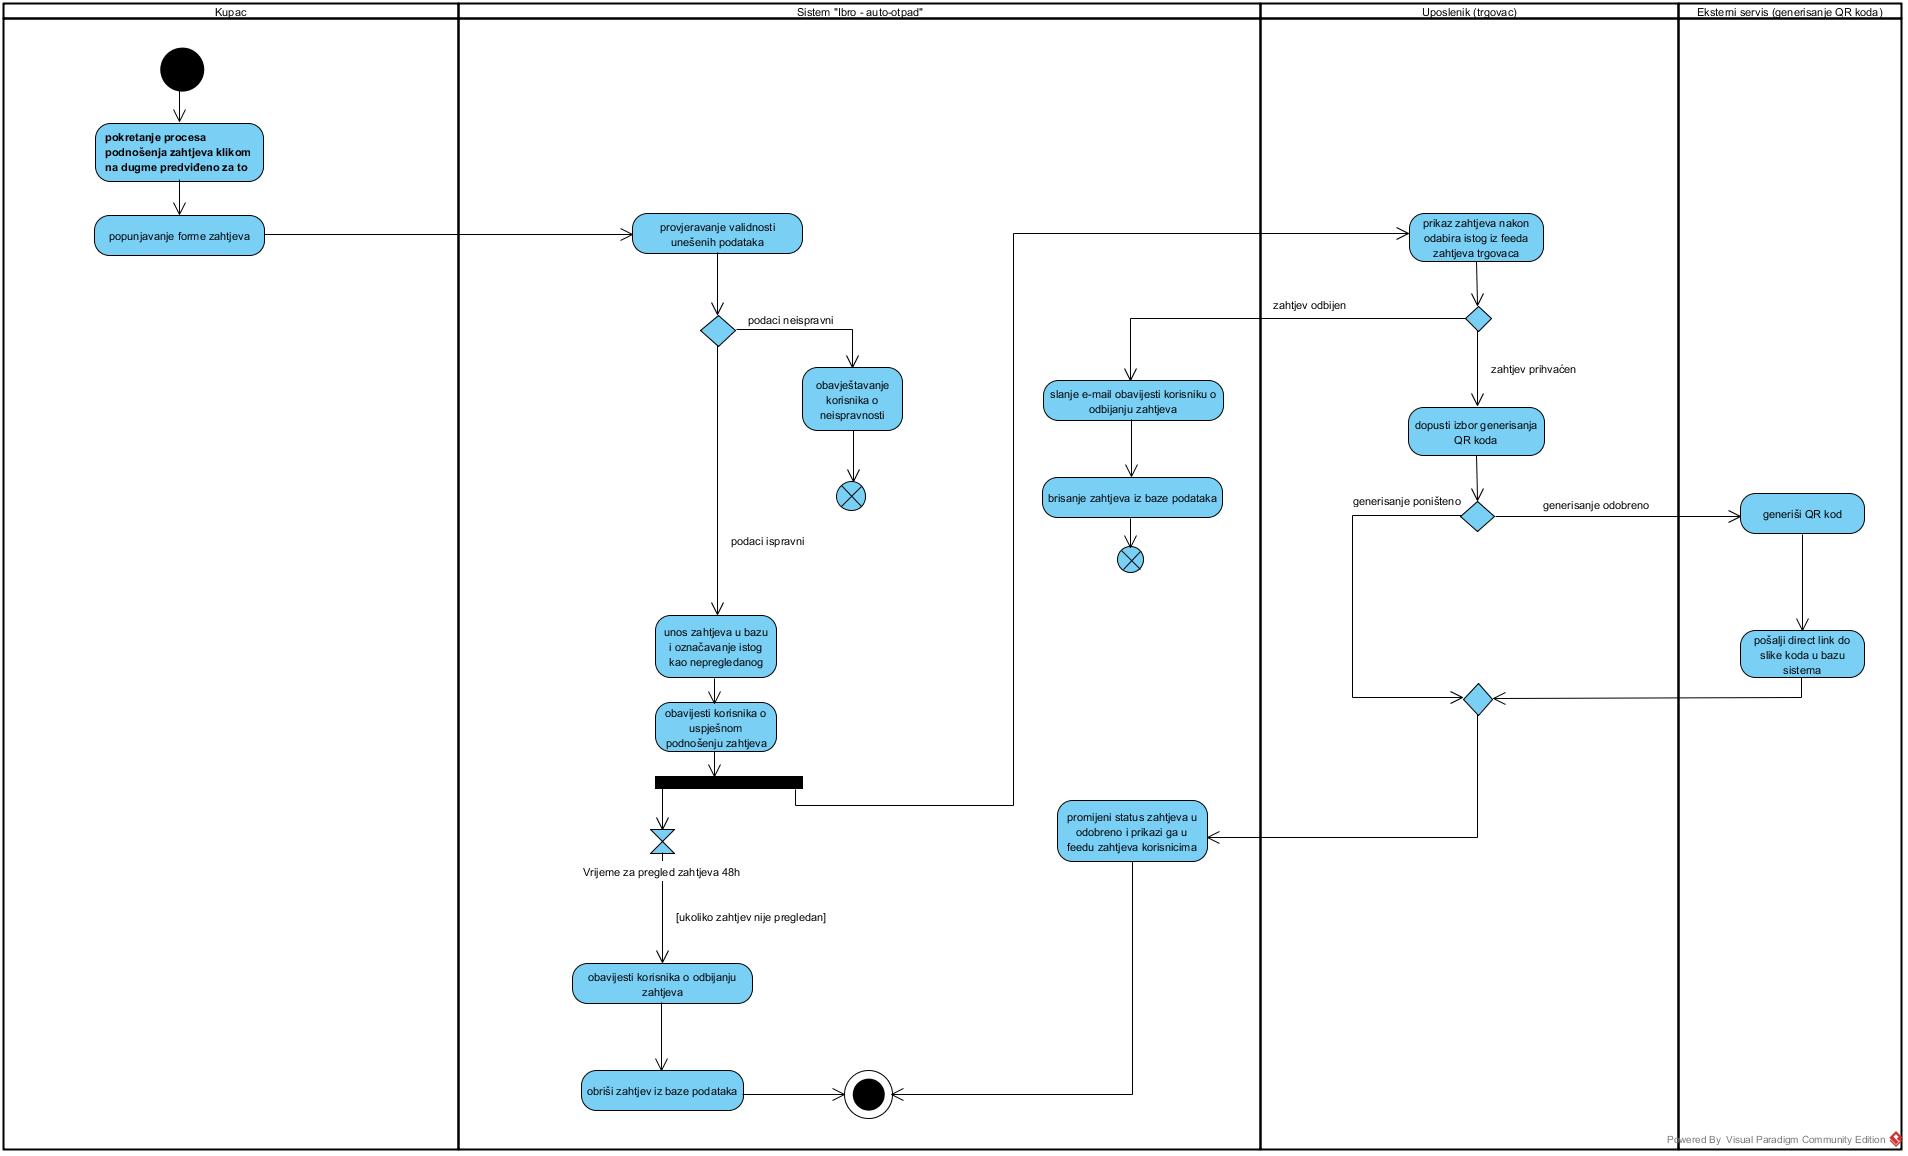 Kupac
Sistem "Ibro - auto-otpad"
Uposlenik (trgovac)
Eksterni servis (generisanje QR koda)
pokretanje procesa
podnošenja zahtjeva klikom
na dugme predviđeno za to
popunjavanje forme zahtjeva
provjeravanje validnosti
unešenih podataka
podaci neispravni
obavještavanje
korisnika o
neispravnosti
podaci ispravni
unos zahtjeva u bazu
i označavanje istog
kao nepregledanog
obavijesti korisnika o
uspješnom
podnošenju zahtjeva
Vrijeme za pregled zahtjeva 48h
[ukoliko zahtjev nije pregledan]
obavijesti korisnika o odbijanju
zahtjeva
obriši zahtjev iz baze podataka
prikaz zahtjeva nakon
odabira istog iz feeda
zahtjeva trgovaca
zahtjev odbijen
slanje e-mail obavijesti korisniku o
odbijanju zahtjeva
brisanje zahtjeva iz baze podataka
zahtjev prihvaćen
dopusti izbor generisanja
QR koda
generisanje poništeno
generisanje odobreno
generiši QR kod
pošalji direct link do
slike koda u bazu
sistema
promijeni status zahtjeva u
odobreno i prikazi ga u
feedu zahtjeva korisnicima
Powered By Visual Paradigm Community Edition